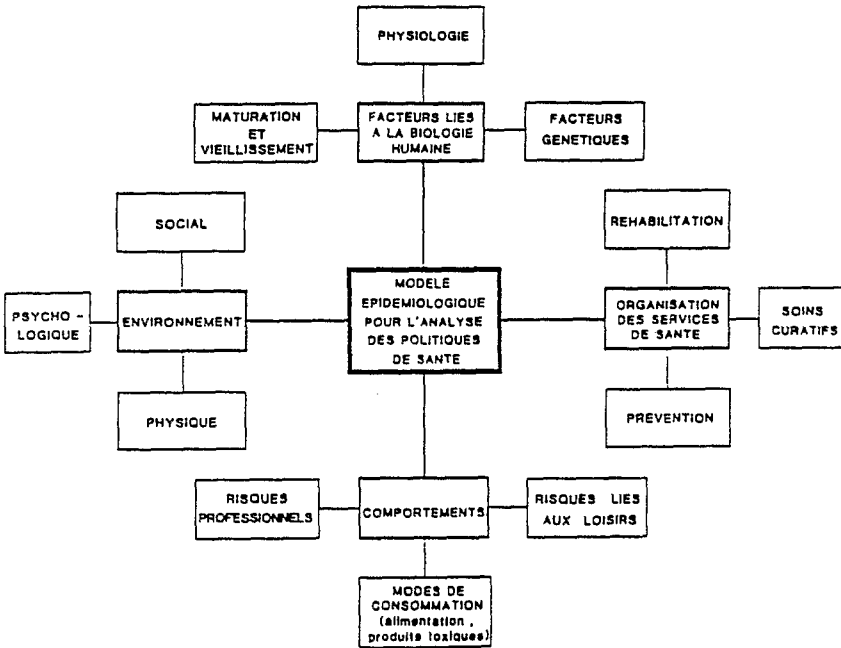 PHYSIOLOGIE
MATURATION
ET
VIEILLISSEMENT
FACTEURS LIES
A LA BIOLOGIE
HUMAINE
FACTEURS
GENETIQUES
SOCIAL
REHABILITATION
PSYCHO -
LOGIQUE
ENVIRONNEMENT
MODELE
EPIDEMIOLOGIQUE
POUR L'ANALYSE
DES POLITIQUES
DE SANTE
ORGANISATION
DES SERVICES
DE SANTE
SOINS
CURATIFS
PHYSIQUE
PREVENTION
RISQUES
PROFESSIONNELS
COMPORTEMENTS
RISQUES LIES
AUX LOISIRS
MODES DE
CONSOMMATION
(alimentation ,
produits toxiques)